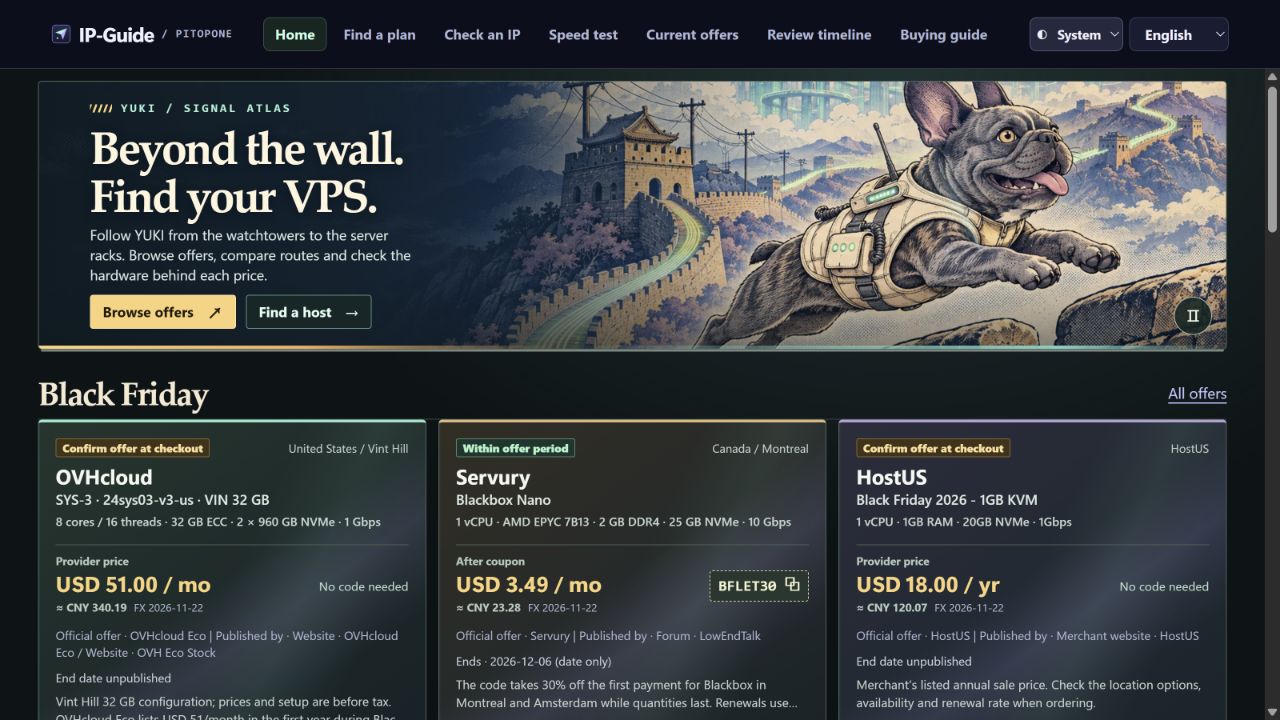 IP-Guide / PITOPONE
Home
Find a plan
Check an IP
Speed test
Current offers
Review timeline
Buying guide
System
English
YUKI / SIGNAL ATLAS
Beyond the wall.
Find your VPS.
Follow YUKI from the watchtowers to the server
racks. Browse offers, compare routes and check the
hardware behind each price.
Browse offers ↗
Find a host →
Black Friday
All offers
Confirm offer at checkout
United States / Vint Hill
OVHcloud
SYS-3 · 24sys03-v3-us · VIN 32 GB
8 cores / 16 threads · 32 GB ECC · 2 × 960 GB NVMe · 1 Gbps
Provider price
USD 51.00 / mo
No code needed
≈ CNY 340.19 FX 2026-11-22
Official offer · OVHcloud Eco | Published by · Website · OVHcloud
Eco / Website · OVH Eco Stock
End date unpublished
Vint Hill 32 GB configuration; prices and setup are before tax.
OVHcloud Eco lists USD 51/month in the first year during Blac...
Within offer period
Canada / Montreal
Servury
Blackbox Nano
1 vCPU · AMD EPYC 7B13 · 2 GB DDR4 · 25 GB NVMe · 10 Gbps
After coupon
USD 3.49 / mo
BFLET30
≈ CNY 23.28 FX 2026-11-22
Official offer · Servury | Published by · Forum · LowEndTalk
Ends · 2026-12-06 (date only)
The code takes 30% off the first payment for Blackbox in
Montreal and Amsterdam while quantities last. Renewals use...
Confirm offer at checkout
HostUS
HostUS
Black Friday 2026 - 1GB KVM
1 vCPU · 1GB RAM · 20GB NVMe · 1Gbps
Provider price
USD 18.00 / yr
No code needed
≈ CNY 120.07 FX 2026-11-22
Official offer · HostUS | Published by · Merchant website · HostUS
End date unpublished
Merchant's listed annual sale price. Check the location options,
availability and renewal rate when ordering.